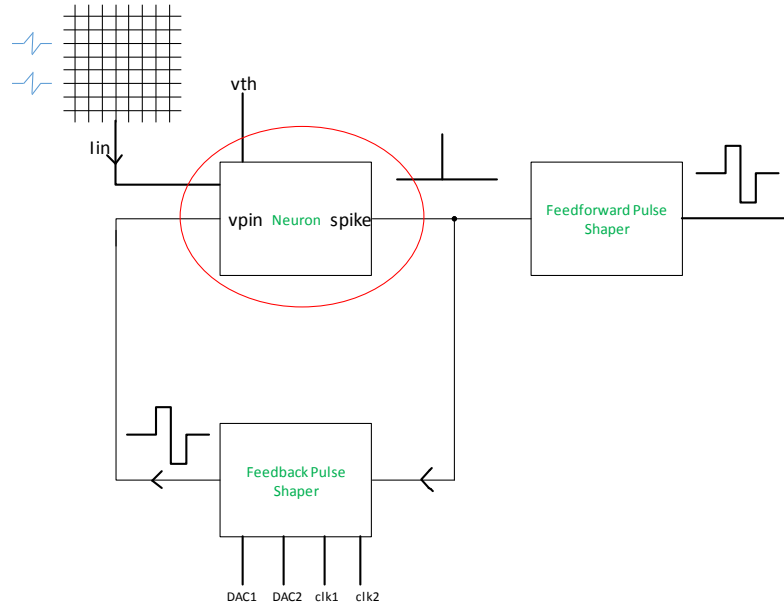 vth
Iin
vpin Neuron spike
Feedforward Pulse
Shaper
Feedback Pulse
Shaper
DAC1 DAC2 clk1 clk2